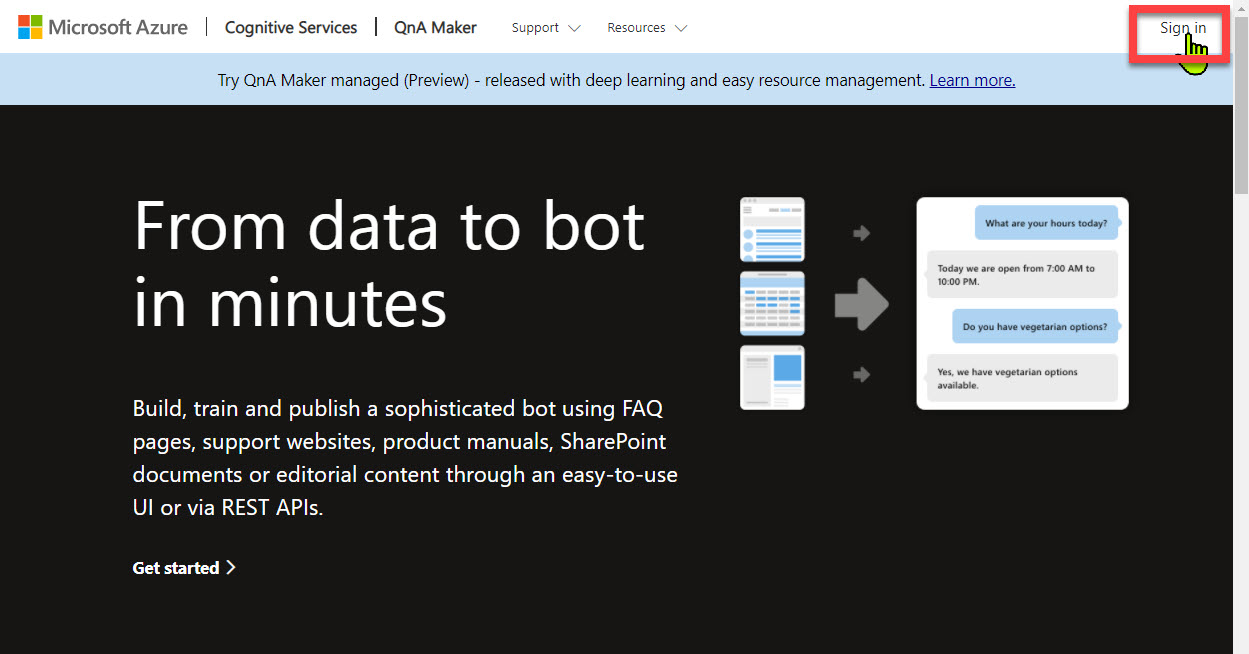 Microsoft Azure | Cognitive Services | QnA Maker Support Resources Sign in
Try QnA Maker managed (Preview) - released with deep learning and easy resource management. Learn more.
From data to bot
in minutes
Build, train and publish a sophisticated bot using FAQ
pages, support websites, product manuals, SharePoint
documents or editorial content through an easy-to-use
UI or via REST APIs.
Get started
What are your hours today?
Today we are open from 7:00 AM to
10:00 PM.
Do you have vegetarian options?
Yes, we have vegetarian options
available.